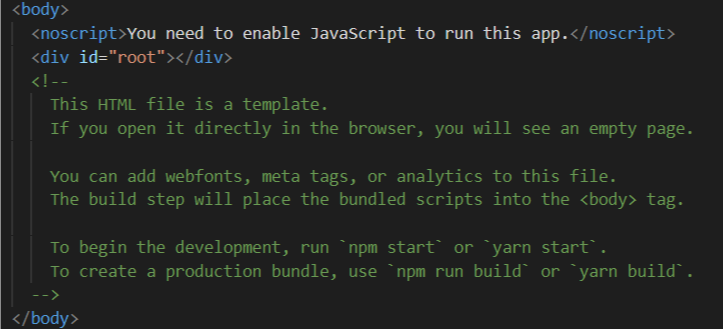 <body>
<noscript>You need to enable JavaScript to run this app.</noscript>
<div id="root"></div>
<!--
This HTML file is a template.
If you open it directly in the browser, you will see an empty page.
You can add webfonts, meta tags, or analytics to this file.
The build step will place the bundled scripts into the <body> tag.
To begin the development, run `npm start` or `yarn start`.
To create a production bundle, use `npm run build` or `yarn build`.
-->
</body>